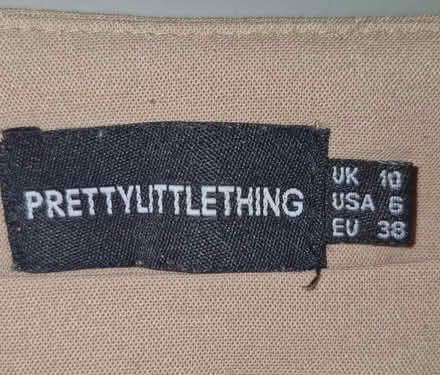 PRETTYLITTLETHING
UK 10
USA 6
EU 38